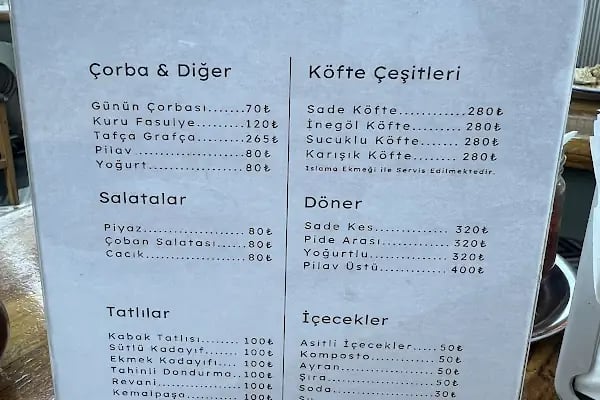 Çorba & Diğer
Günün Çorbası.......70₺
Kuru Fasulye..........120₺
Tafça Grafça..........265₺
Pilav......................80₺
Yoğurt...................80₺
Salatalar
Piyaz.....................80₺
Çoban Salatası......80₺
Cacık....................80₺
Tatlılar
Kabak Tatlısı.......... 100₺
Sütlü Kadayıf.......... 100₺
Ekmek Kadayıfı.... 100₺
Tahinli Dondurma.. 100₺
Revani................... 100₺
Kemalpaşa............ 100₺
Köfte Çeşitleri
Sade Köfte..............280₺
İnegöl Köfte............280₺
Sucuklu Köfte........ 280₺
Karışık Köfte.......... 280₺
Islama Ekmeği ile Servis Edilmektedir.
Döner
Sade Kes................ 320₺
Pide Arası...............320₺
Yoğurtlu.................320₺
Pilav Üstü...............400₺
İçecekler
Asitli İçecekler..... 50₺
Komposto..............50₺
Ayran....................50₺
Şıra.......................50₺
Soda.....................30₺